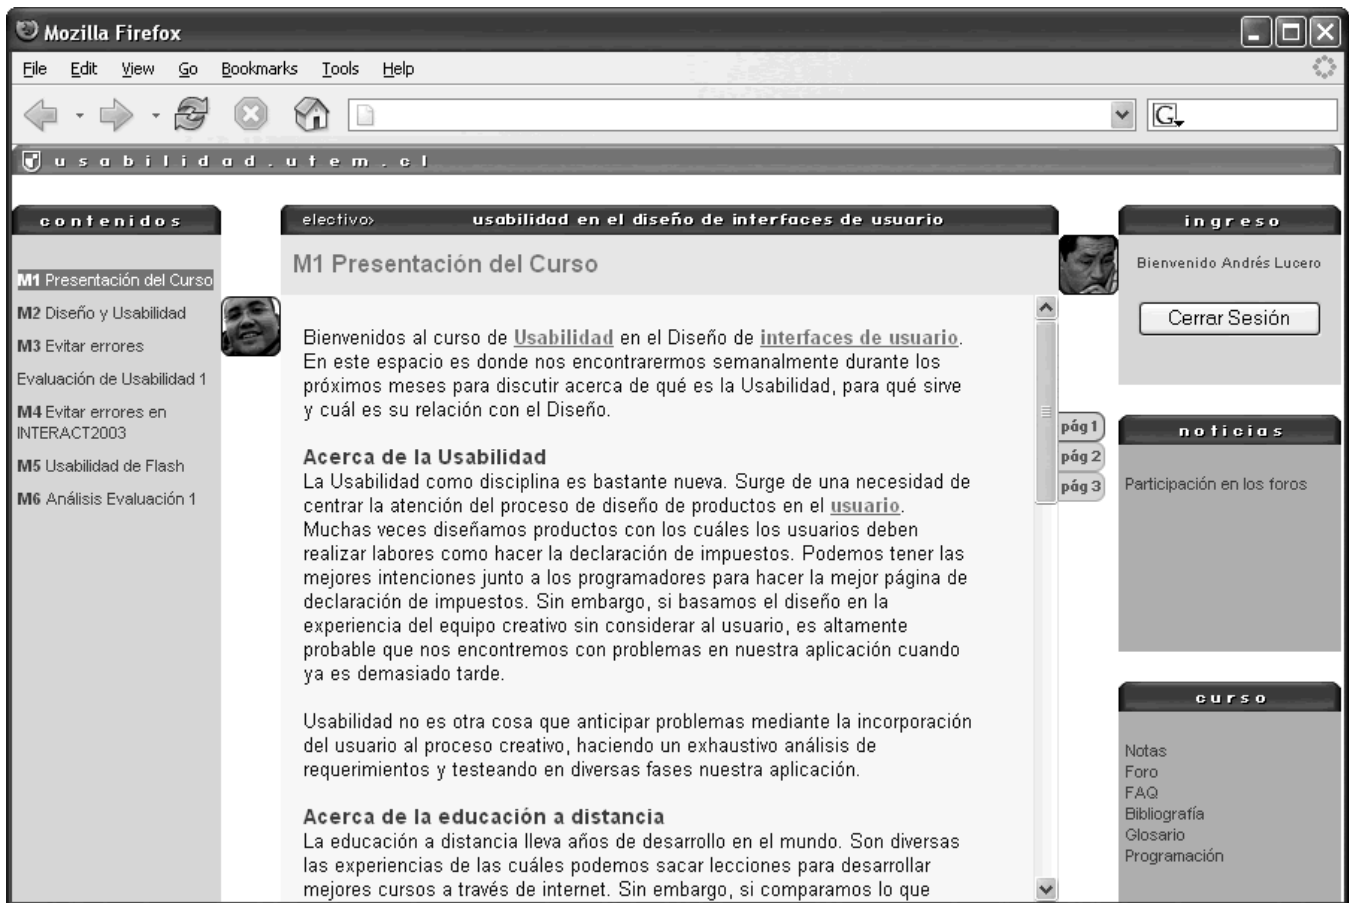 Mozilla Firefox
File Edit View Go Bookmarks Tools Help
G
usabilidad.utem.cl
contenidos
M1 Presentación del Curso
M2 Diseño y Usabilidad
M3 Evitar errores
Evaluación de Usabilidad 1
M4 Evitar errores en
INTERACT2003
M5 Usabilidad de Flash
M6 Análisis Evaluación 1
electivo> usabilidad en el diseño de interfaces de usuario
M1 Presentación del Curso
Bienvenidos al curso de Usabilidad en el Diseño de interfaces de usuario.
En este espacio es donde nos encontrarermos semanalmente durante los
próximos meses para discutir acerca de qué es la Usabilidad, para qué sirve
y cuál es su relación con el Diseño.
Acerca de la Usabilidad
La Usabilidad como disciplina es bastante nueva. Surge de una necesidad de
centrar la atención del proceso de diseño de productos en el usuario.
Muchas veces diseñamos productos con los cuáles los usuarios deben
realizar labores como hacer la declaración de impuestos. Podemos tener las
mejores intenciones junto a los programadores para hacer la mejor página de
declaración de impuestos. Sin embargo, si basamos el diseño en la
experiencia del equipo creativo sin considerar al usuario, es altamente
probable que nos encontremos con problemas en nuestra aplicación cuando
ya es demasiado tarde.
Usabilidad no es otra cosa que anticipar problemas mediante la incorporación
del usuario al proceso creativo, haciendo un exhaustivo análisis de
requerimientos y testeando en diversas fases nuestra aplicación.
Acerca de la educación a distancia
La educación a distancia lleva años de desarrollo en el mundo. Son diversas
las experiencias de las cuáles podemos sacar lecciones para desarrollar
mejores cursos a través de internet. Sin embargo, si comparamos lo que
pág 1
pág 2
pág 3
ingreso
Bienvenido Andrés Lucero
Cerrar Sesión
noticias
Participación en los foros
curso
Notas
Foro
FAQ
Bibliografía
Glosario
Programación